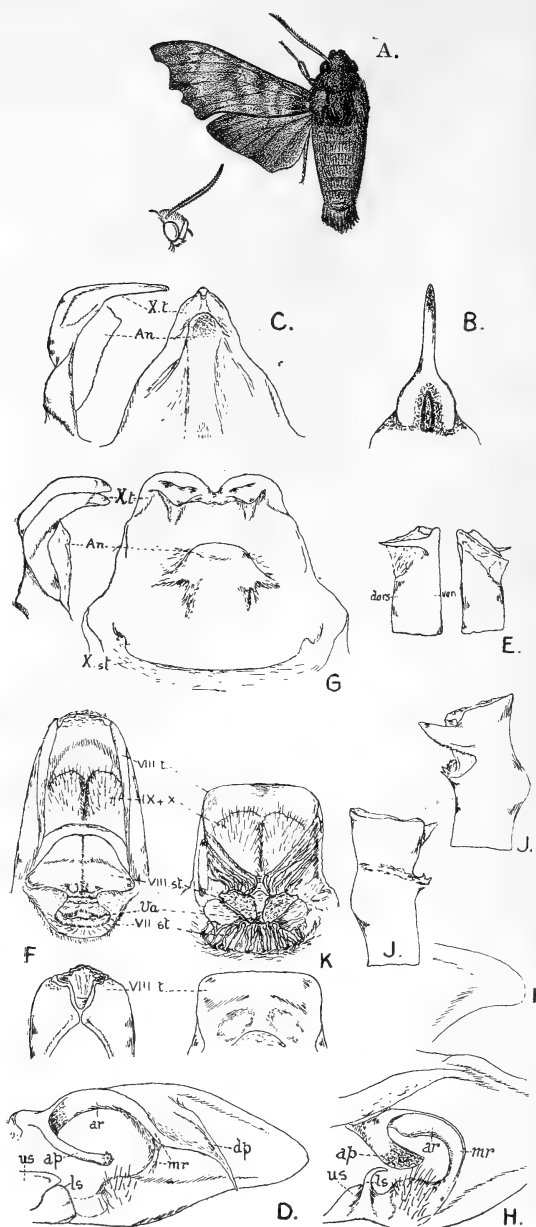 A.
X.t.
C.
An.
B.
X.t.
An.
dors
ven
E.
X.st
G
VIII t.
IX + X
J.
VIII st
Va
VII st
F
K
J.
VIII t.
ar
us
ap
ls
mr
dp
D.
ap
us
ls
ar
mr
H.